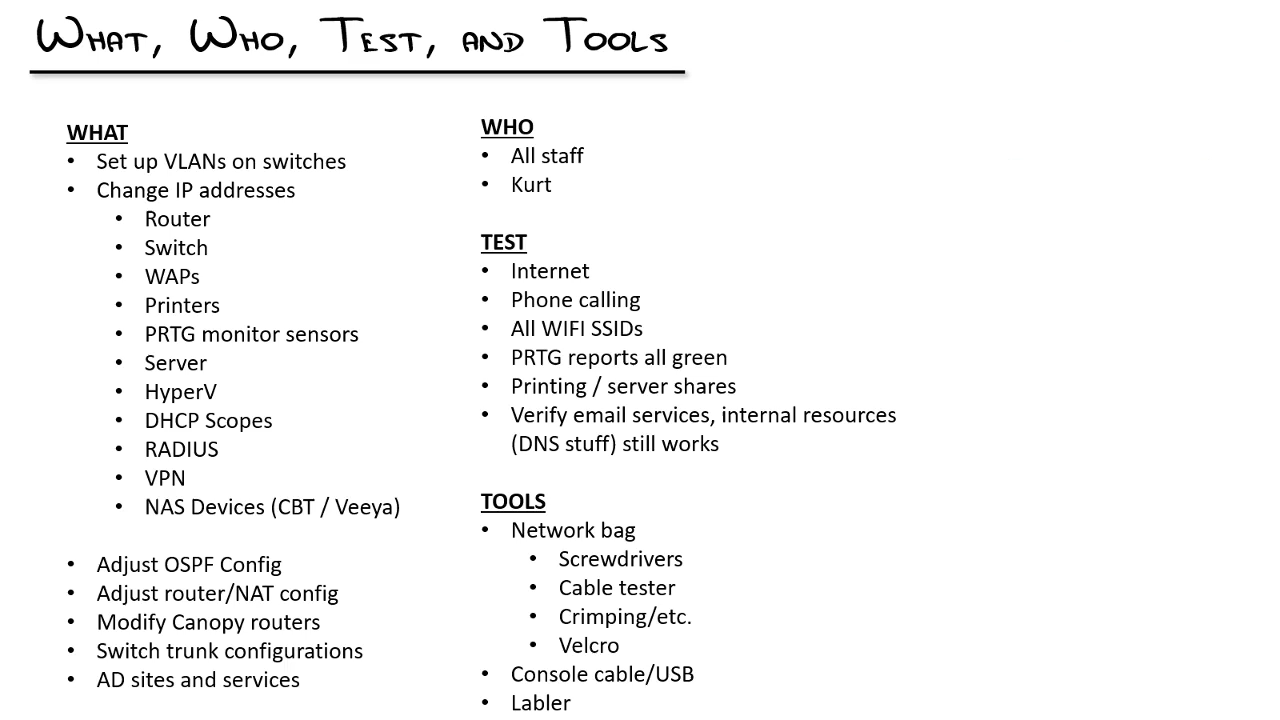 What, Who, Test, and Tools
WHAT
• Set up VLANs on switches
• Change IP addresses
• Router
• Switch
• WAPs
• Printers
• PRTG monitor sensors
• Server
• HyperV
• DHCP Scopes
• RADIUS
• VPN
• NAS Devices (CBT / Veeya)
• Adjust OSPF Config
• Adjust router/NAT config
• Modify Canopy routers
• Switch trunk configurations
• AD sites and services
WHO
• All staff
• Kurt
TEST
• Internet
• Phone calling
• All WIFI SSIDs
• PRTG reports all green
• Printing / server shares
• Verify email services, internal resources
(DNS stuff) still works
TOOLS
• Network bag
• Screwdrivers
• Cable tester
• Crimping/etc.
• Velcro
• Console cable/USB
• Labler